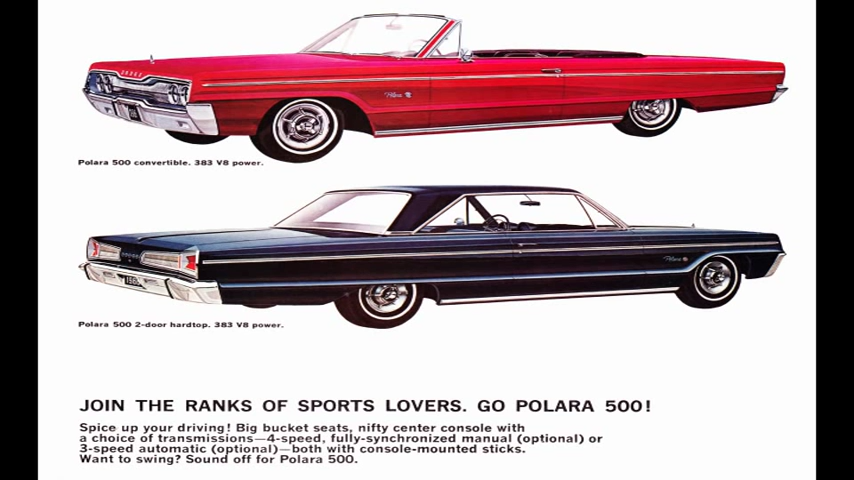 DODGE
Polara
Polara 500 convertible. 383 V8 power.
Polara
Polara 500 2-door hardtop. 383 V8 power.
JOIN THE RANKS OF SPORTS LOVERS. GO POLARA 500!
Spice up your driving! Big bucket seats, nifty center console with
a choice of transmissions—4-speed, fully-synchronized manual (optional) or
3-speed automatic (optional)—both with console-mounted sticks.
Want to swing? Sound off for Polara 500.